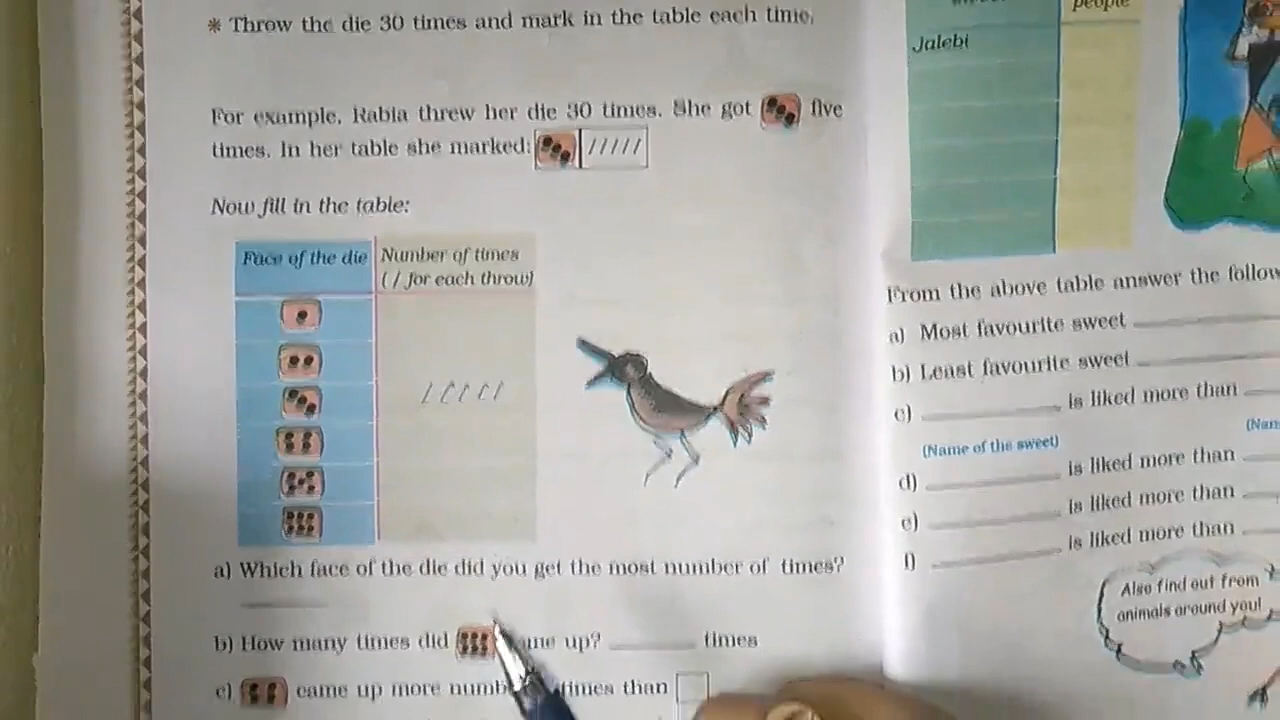 * Throw the die 30 times and mark in the table each time.
For example, Rabia threw her die 30 times. She got five
times. In her table she marked: /////
Now fill in the table:
Face of the die
Number of times
( / for each throw)
/////
a) Which face of the die did you get the most number of times?
b) How many times did up? times
c) came up more times than
people
Jalebi
From the above table answer the
a) Most favourite sweet
b) Least favourite sweet
c) is liked more than
(Name of the sweet)
d) is liked more than
e) is liked more than
f) is liked more than
Also find out from
animals around you!